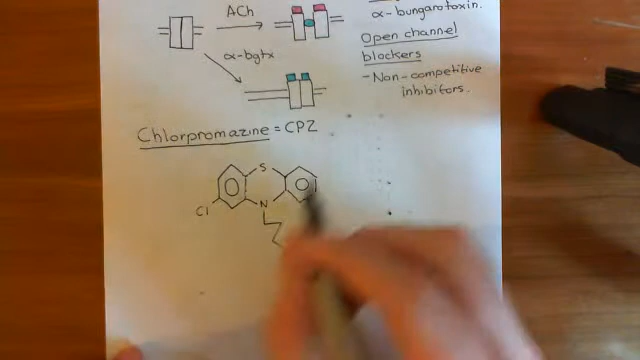 ACh
α-bgtx
α-bungarotoxin.
Open channel
blockers
-Non-competitive
inhibitors.
Chlorpromazine = CPZ
S
N
Cl